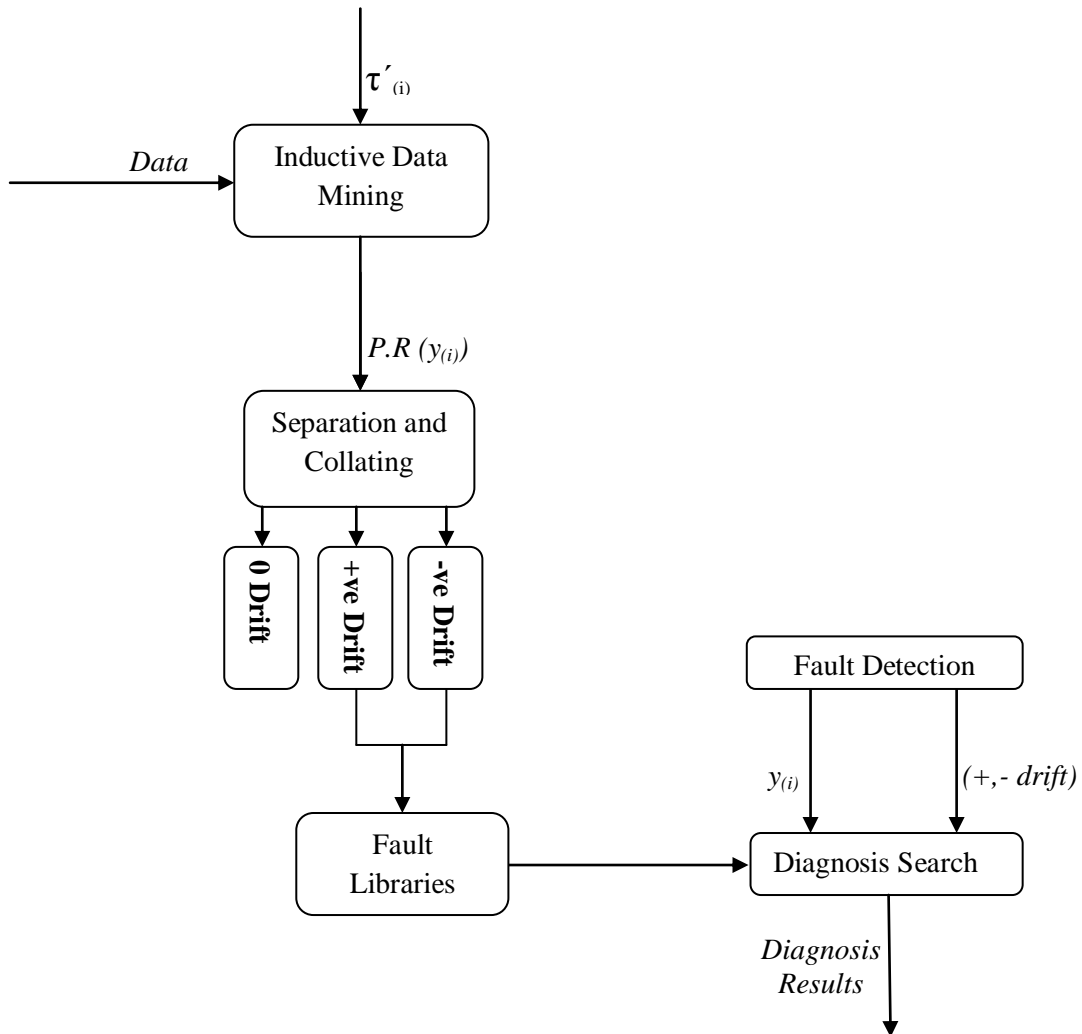 τ´(i)
Data
Inductive Data
Mining
P.R (y(i))
Separation and
Collating
0 Drift
+ve Drift
-ve Drift
Fault Detection
y(i)
(+,- drift)
Fault
Libraries
Diagnosis Search
Diagnosis
Results